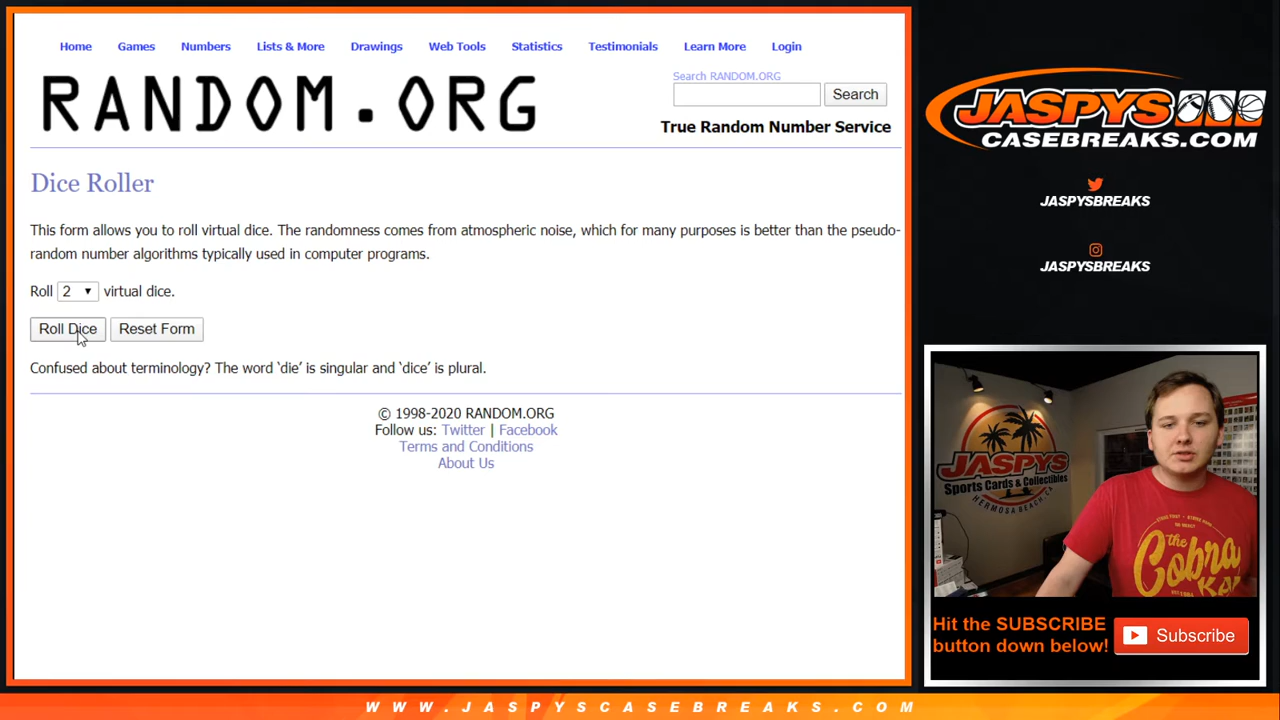 Home Games Numbers Lists & More Drawings Web Tools Statistics Testimonials Learn More Login
RANDOM.ORG
Search RANDOM.ORG
Search
True Random Number Service
Dice Roller
This form allows you to roll virtual dice. The randomness comes from atmospheric noise, which for many purposes is better than the pseudo-
random number algorithms typically used in computer programs.
Roll 2 virtual dice.
Roll Dice Reset Form
Confused about terminology? The word ‘die’ is singular and ‘dice’ is plural.
© 1998-2020 RANDOM.ORG
Follow us: Twitter | Facebook
Terms and Conditions
About Us
JASPYS
CASEBREAKS.COM
JASPYSBREAKS
JASPYSBREAKS
JASPYS
Sports Cards & Collectibles
HERMOSA BEACH, CA
the
Cobra
Hit the SUBSCRIBE
button down below!
Subscribe
WWW.JASPYSCASEBREAKS.COM